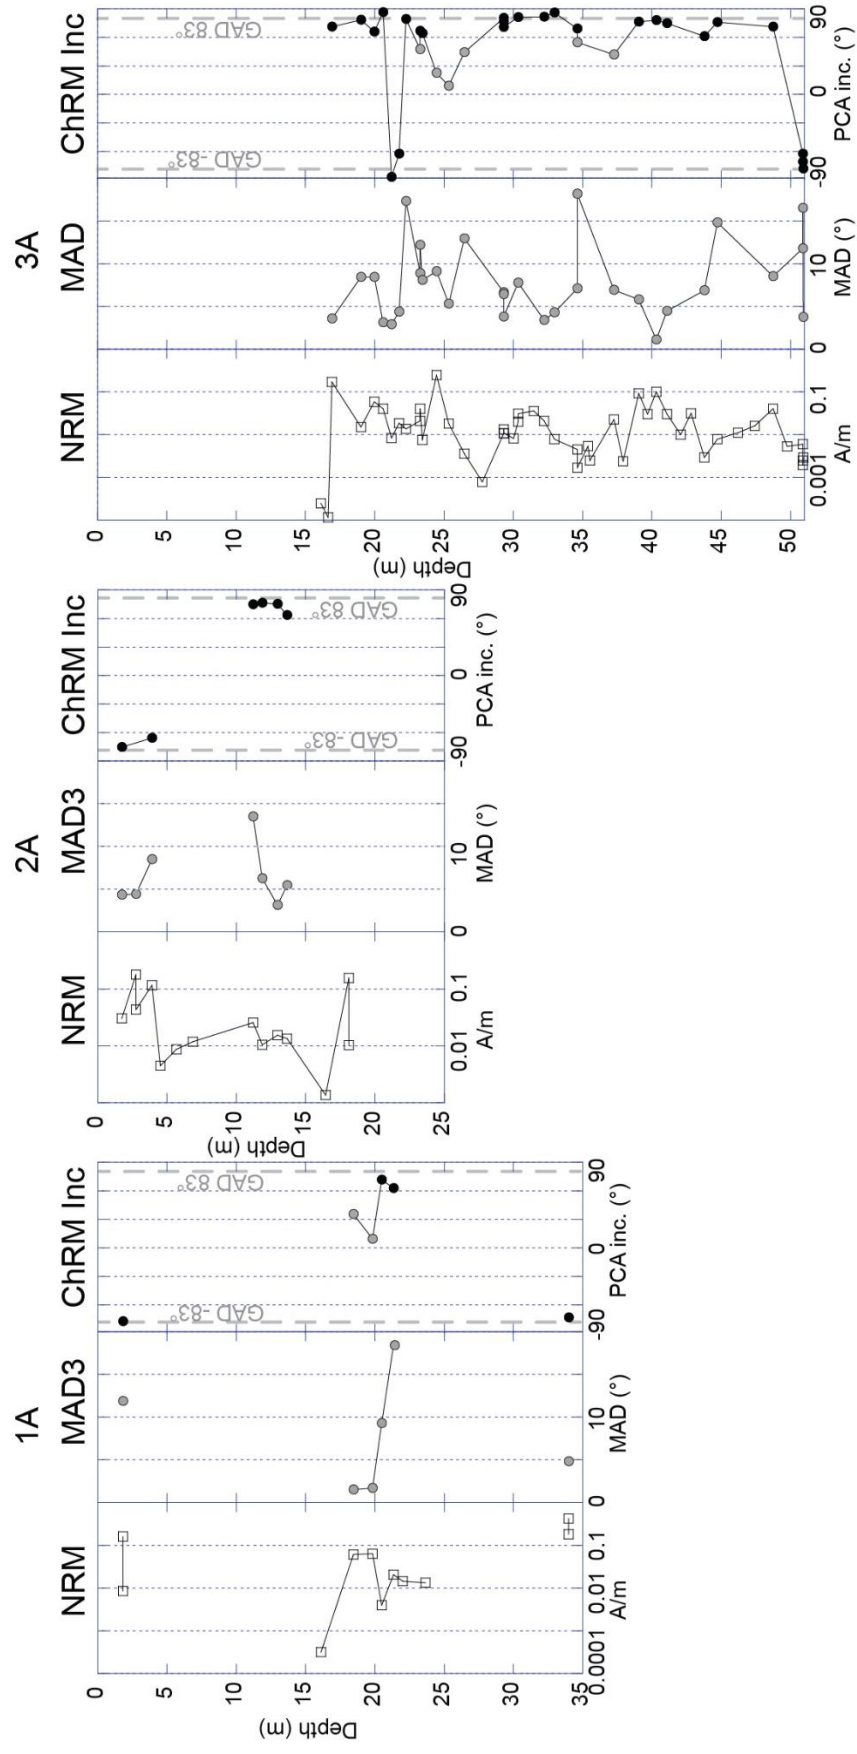 1A
NRM
MAD3
ChRM Inc
Depth (m)
0
5
10
15
20
25
30
35
0.0001
0.01
0.1
A/m
0
10
MAD (°)
-90
0
90
PCA inc. (°)
GAD -83°
GAD 83°
2A
NRM
MAD3
ChRM Inc
Depth (m)
0
5
10
15
20
25
0.01
0.1
A/m
0
10
MAD (°)
-90
0
90
PCA inc. (°)
GAD -83°
GAD 83°
3A
NRM
MAD
ChRM Inc
Depth (m)
0
5
10
15
20
25
30
35
40
45
50
0.001
0.1
A/m
0
10
MAD (°)
-90
0
90
PCA inc. (°)
GAD -83°
GAD 83°